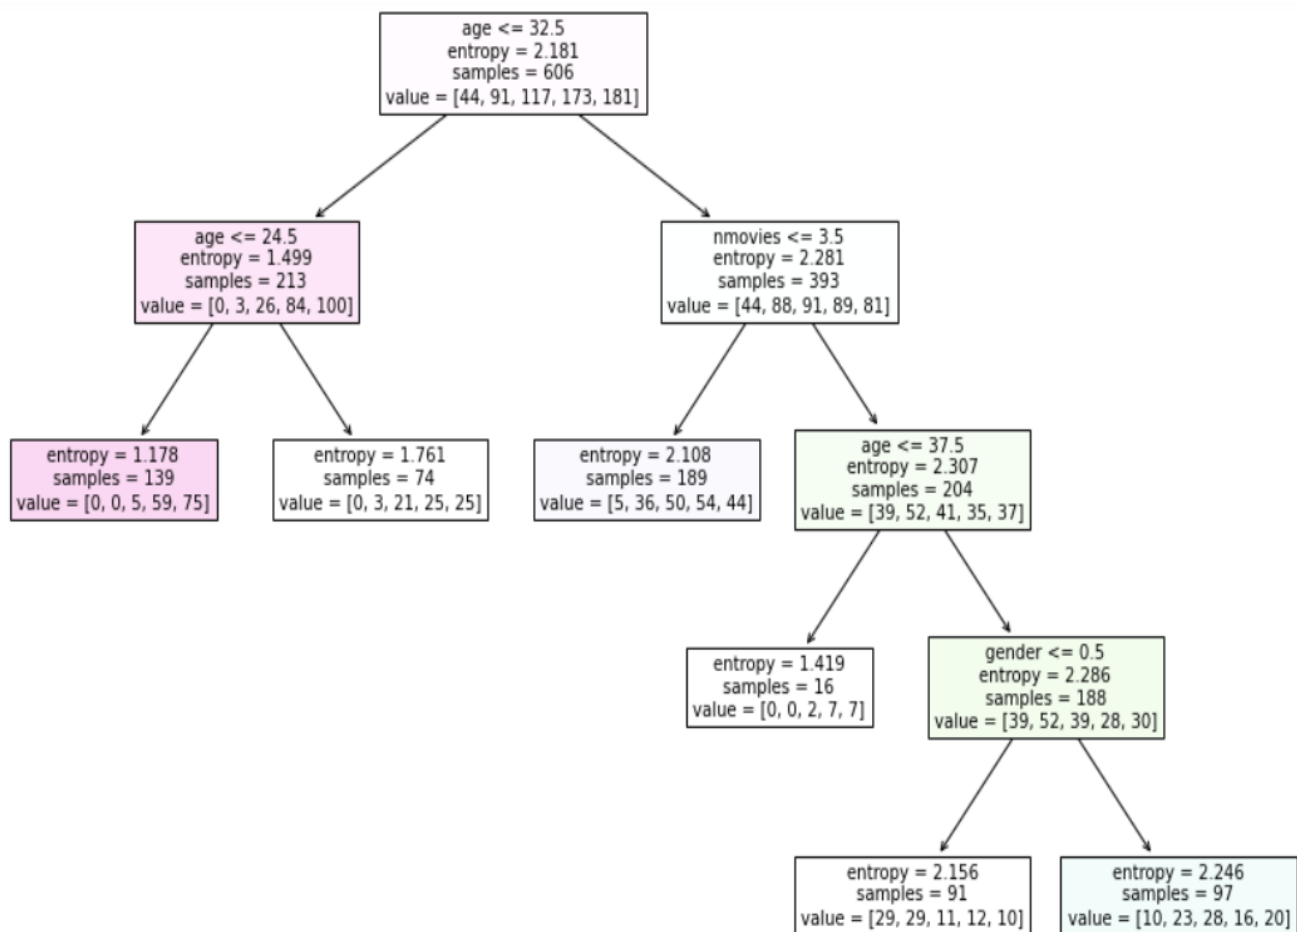 age <= 32.5
entropy = 2.181
samples = 606
value = [44, 91, 117, 173, 181]
age <= 24.5
entropy = 1.499
samples = 213
value = [0, 3, 26, 84, 100]
nmovies <= 3.5
entropy = 2.281
samples = 393
value = [44, 88, 91, 89, 81]
entropy = 1.178
samples = 139
value = [0, 0, 5, 59, 75]
entropy = 1.761
samples = 74
value = [0, 3, 21, 25, 25]
entropy = 2.108
samples = 189
value = [5, 36, 50, 54, 44]
age <= 37.5
entropy = 2.307
samples = 204
value = [39, 52, 41, 35, 37]
entropy = 1.419
samples = 16
value = [0, 0, 2, 7, 7]
gender <= 0.5
entropy = 2.286
samples = 188
value = [39, 52, 39, 28, 30]
entropy = 2.156
samples = 91
value = [29, 29, 11, 12, 10]
entropy = 2.246
samples = 97
value = [10, 23, 28, 16, 20]